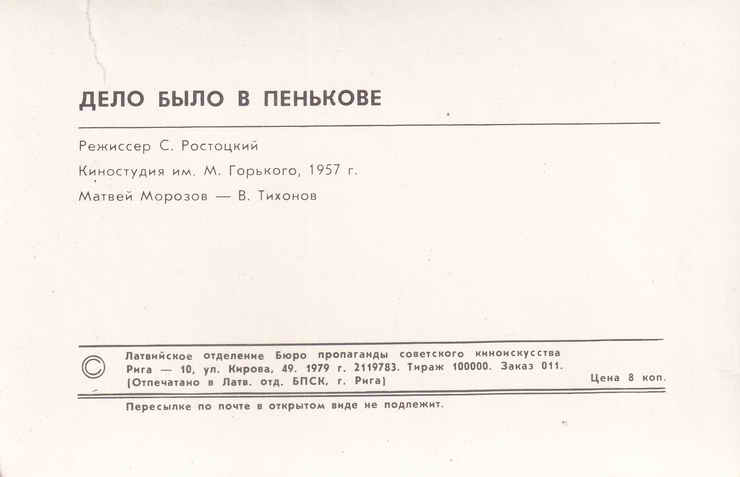 ДЕЛО БЫЛО В ПЕНЬКОВЕ
Режиссер С. Ростоцкий
Киностудия им. М. Горького, 1957 г.
Матвей Морозов — В. Тихонов
© Латвийское отделение Бюро пропаганды советского киноискусства
Рига — 10, ул. Кирова, 49. 1979 г. 2119783. Тираж 100000. Заказ 011.
(Отпечатано в Латв. отд. БПСК, г. Рига) Цена 8 коп.
Пересылке по почте в открытом виде не подлежит.